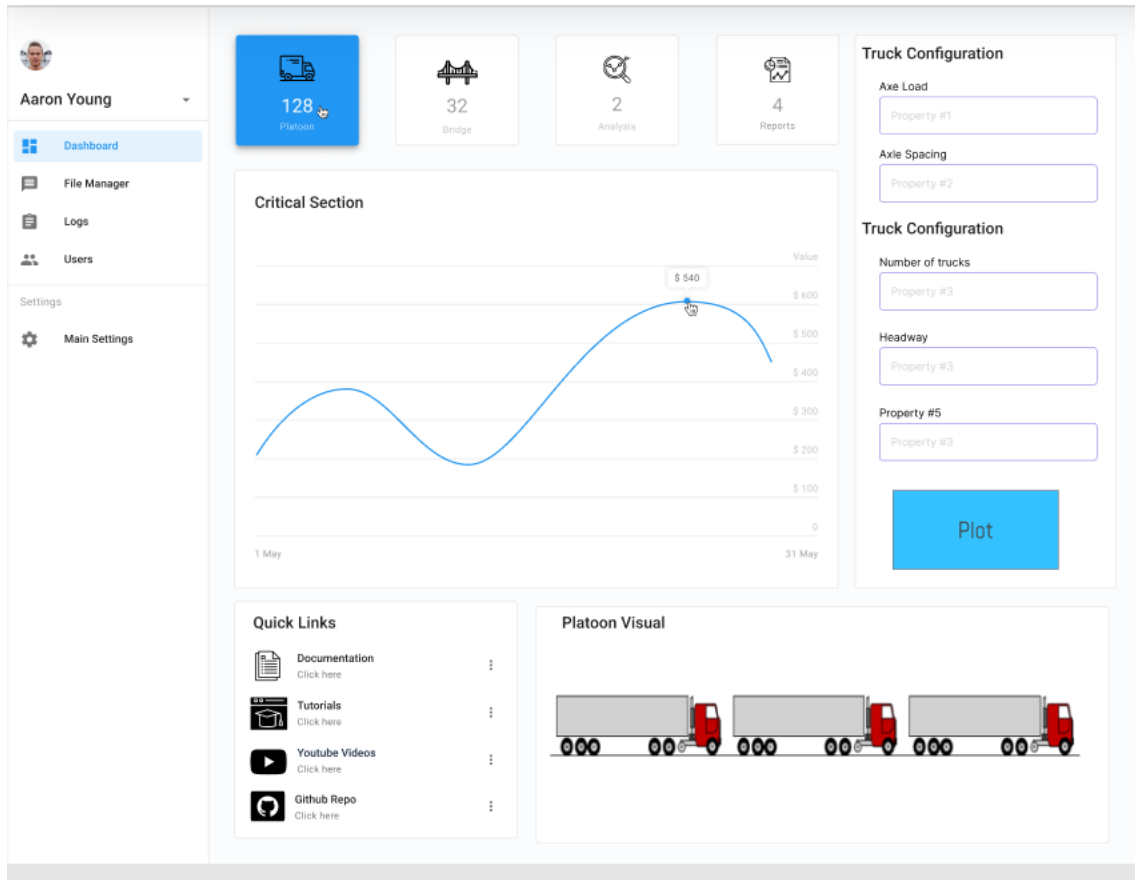 Aaron Young
Dashboard
File Manager
Logs
Users
Settings
Main Settings
128
Platoon
32
Bridge
2
Analysis
4
Reports
Critical Section
Value
$ 540
$ 600
$ 500
$ 400
$ 300
$ 200
$ 100
0
1 May
31 May
Truck Configuration
Axe Load
Property #1
Axle Spacing
Property #2
Truck Configuration
Number of trucks
Property #3
Headway
Property #3
Property #5
Property #3
Plot
Quick Links
Documentation
Click here
Tutorials
Click here
Youtube Videos
Click here
Github Repo
Click here
Platoon Visual